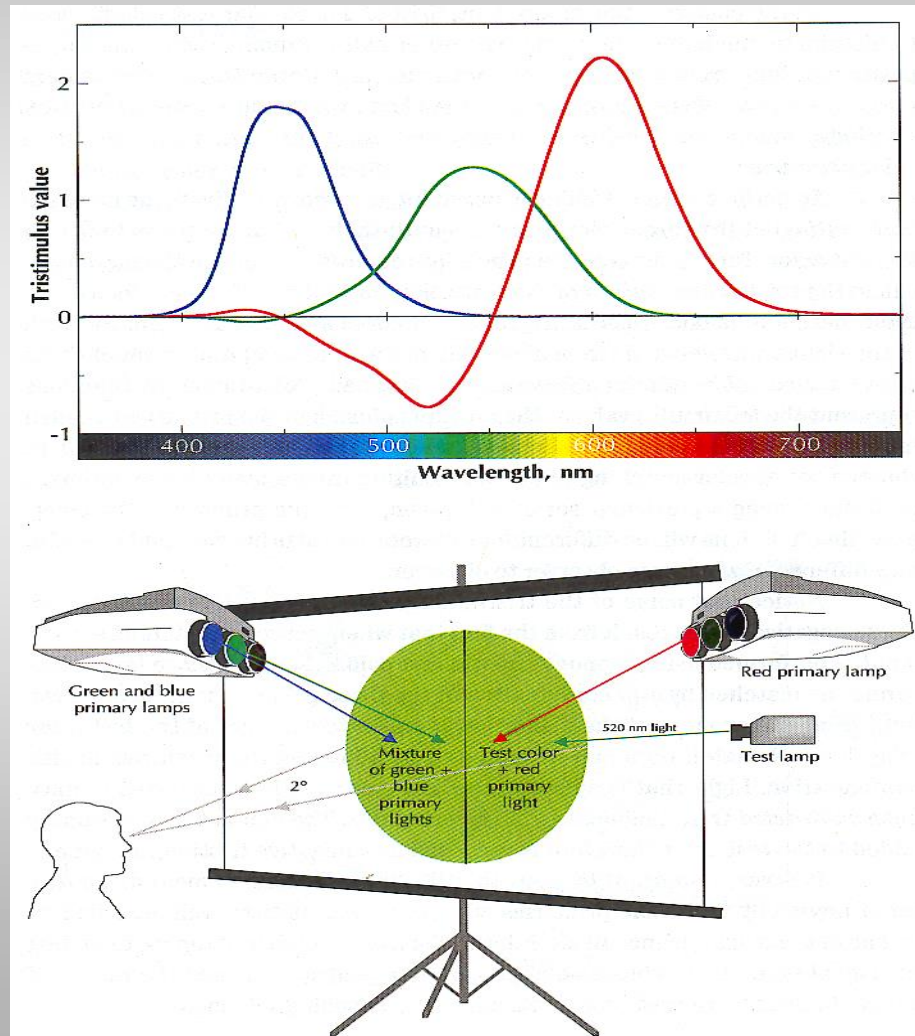 2
1
0
-1
Tristimulus value
400 500 600 700
Wavelength, nm
Green and blue
primary lamps
Red primary lamp
520 nm light
Test lamp
Mixture
of green +
blue
primary
lights
Test color
+ red
primary
light
2°